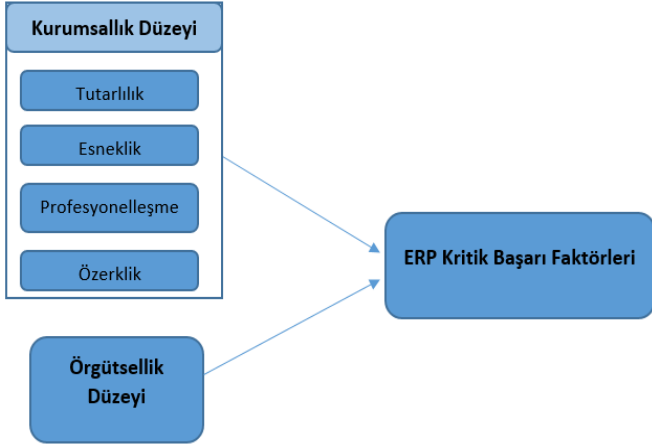 Kurumsallık Düzeyi
Tutarlılık
Esneklik
Profesyonelleşme
Özerklik
ERP Kritik Başarı Faktörleri
Örgütsellik
Düzeyi